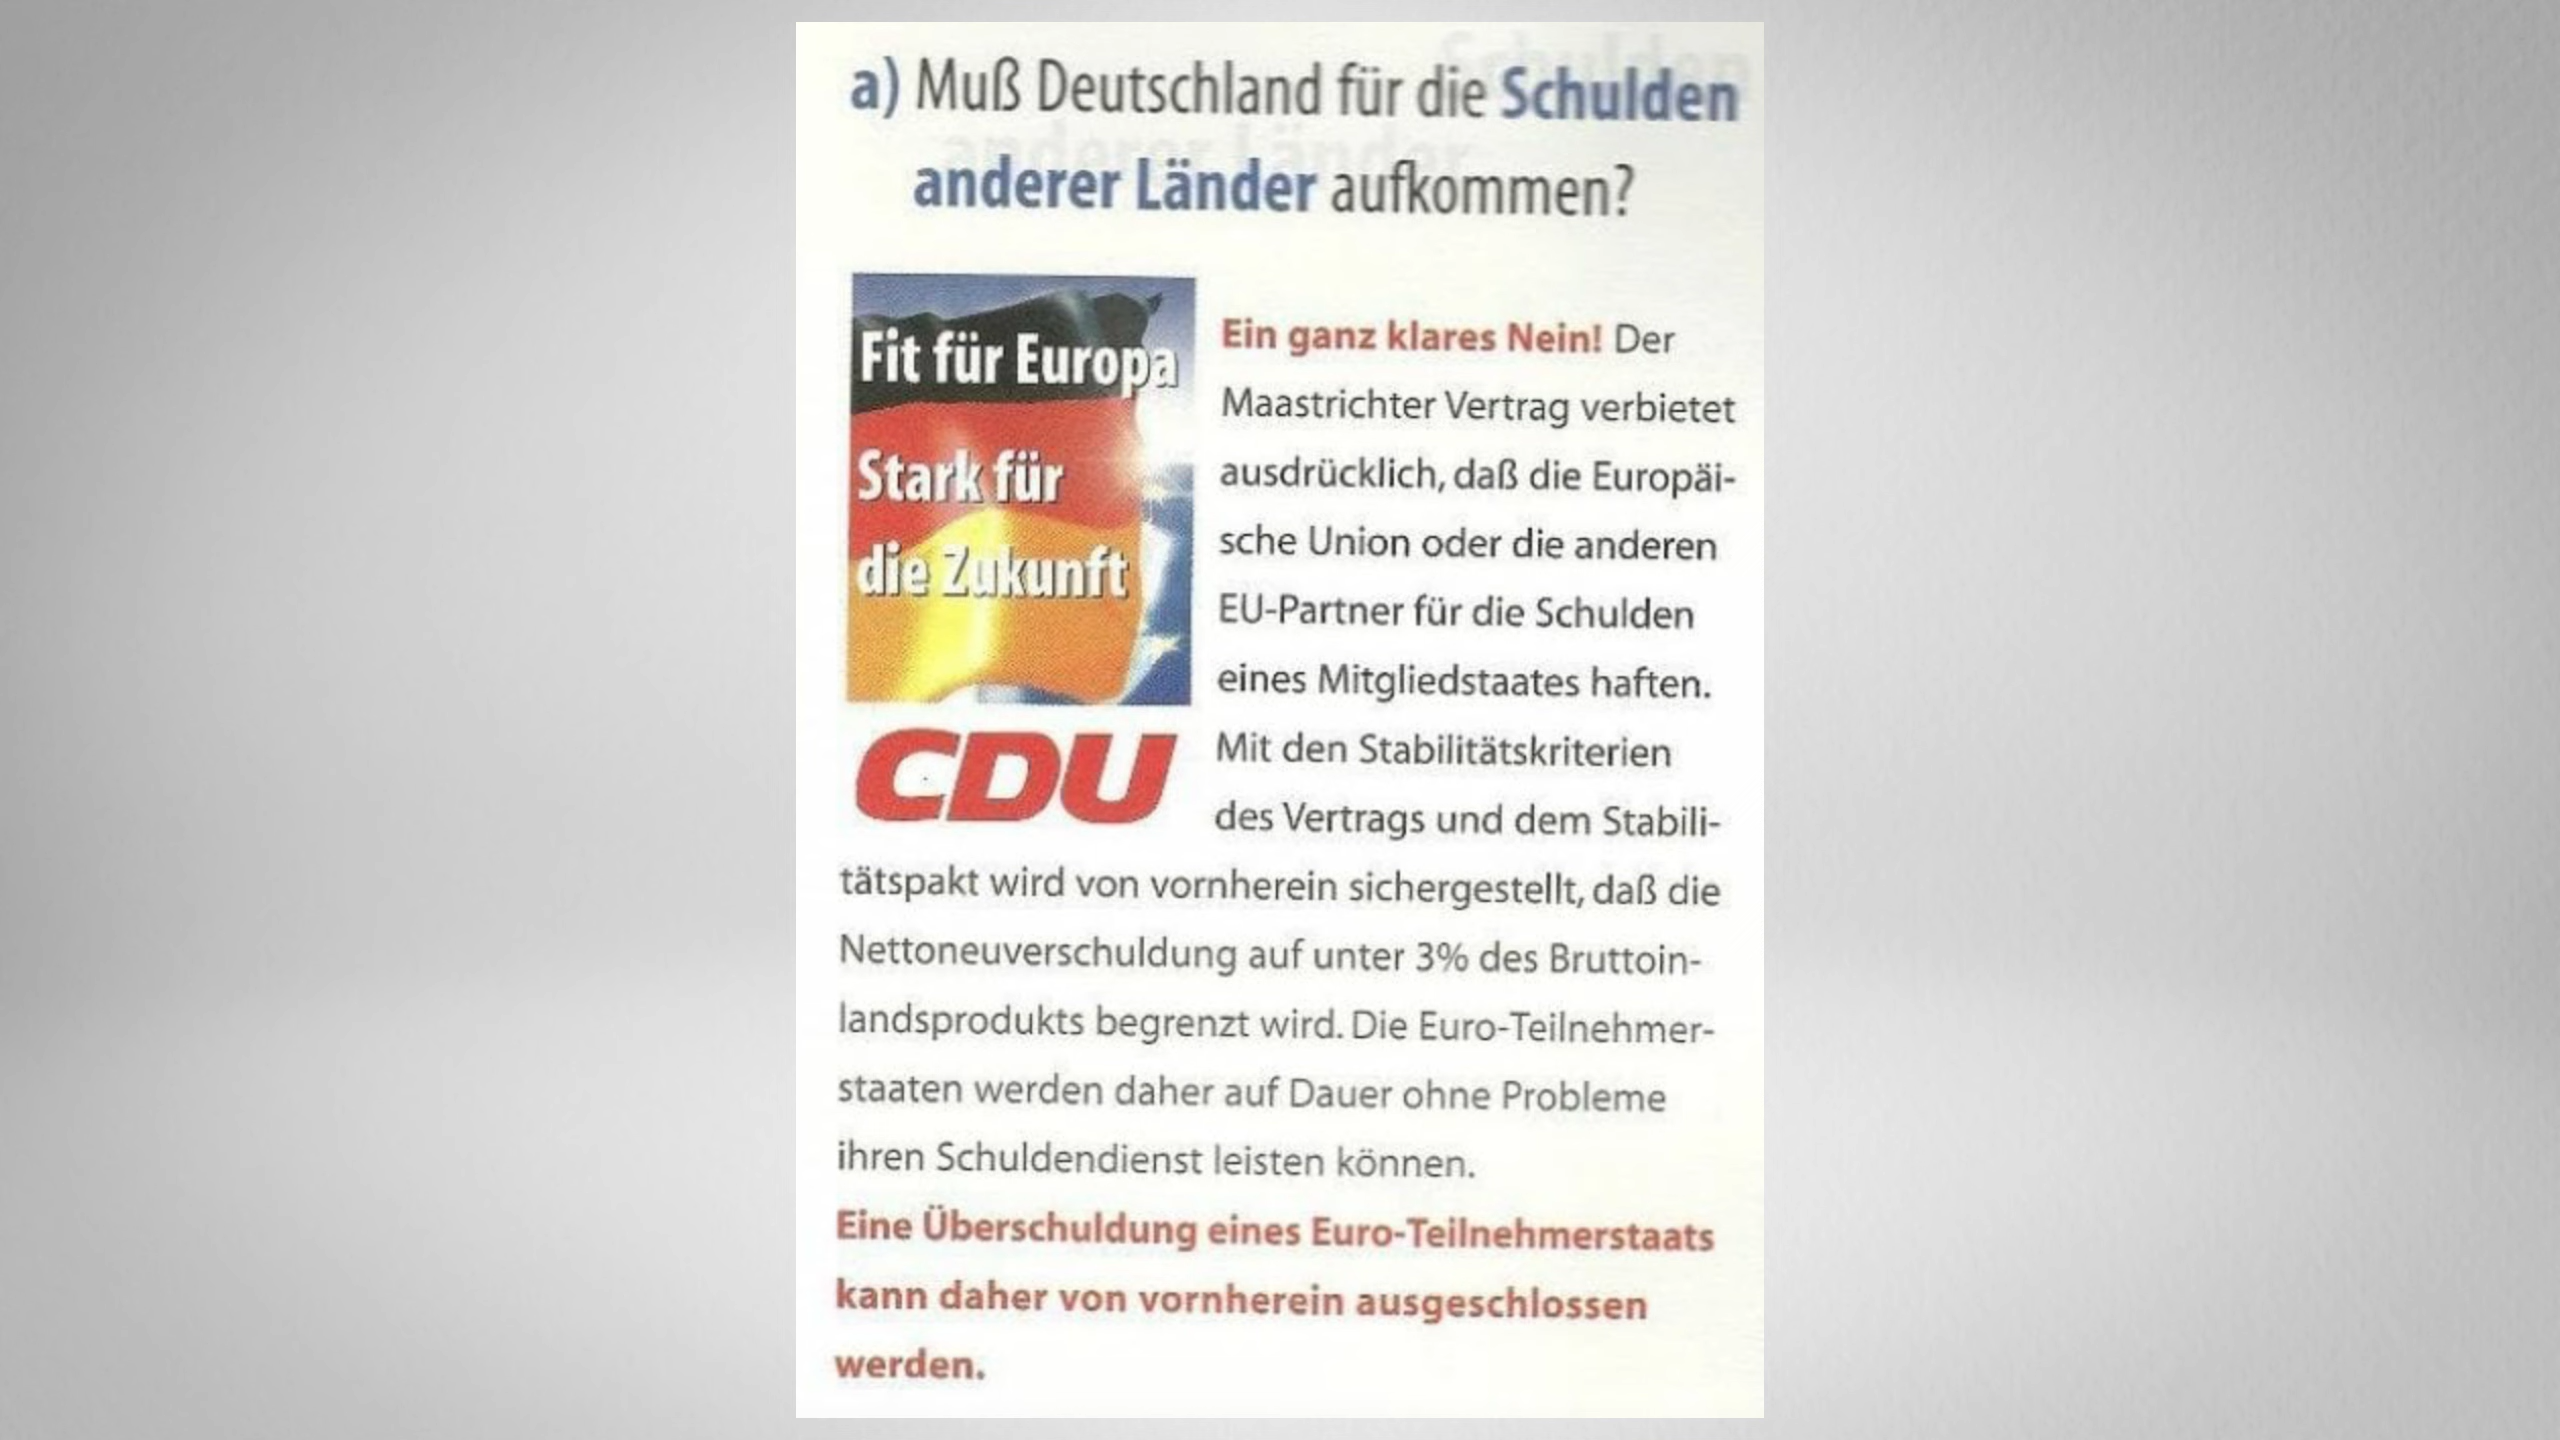 a) Muß Deutschland für die Schulden
anderer Länder aufkommen?
Fit für Europa
Stark für
die Zukunft
CDU
Ein ganz klares Nein! Der
Maastrichter Vertrag verbietet
ausdrücklich, daß die Europäi-
sche Union oder die anderen
EU-Partner für die Schulden
eines Mitgliedstaates haften.
Mit den Stabilitätskriterien
des Vertrags und dem Stabili-
tätspakt wird von vornherein sichergestellt, daß die
Nettoneuverschuldung auf unter 3% des Bruttoin-
landsprodukts begrenzt wird. Die Euro-Teilnehmer-
staaten werden daher auf Dauer ohne Probleme
ihren Schuldendienst leisten können.
Eine Überschuldung eines Euro-Teilnehmerstaats
kann daher von vornherein ausgeschlossen
werden.